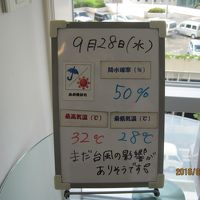 9月28日(水)
降水確率(%)
50%
最高気温(℃)
最低気温(℃)
32℃
28℃
まだ台風の影響が
ありそうです